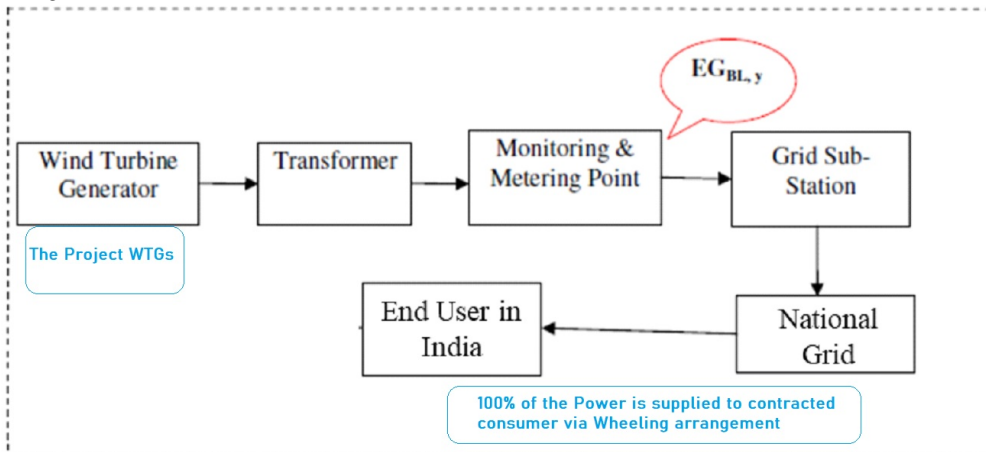 EG_BL, y
Wind Turbine
Generator
Transformer
Monitoring &
Metering Point
Grid Sub-
Station
The Project WTGs
End User in
India
National
Grid
100% of the Power is supplied to contracted
consumer via Wheeling arrangement